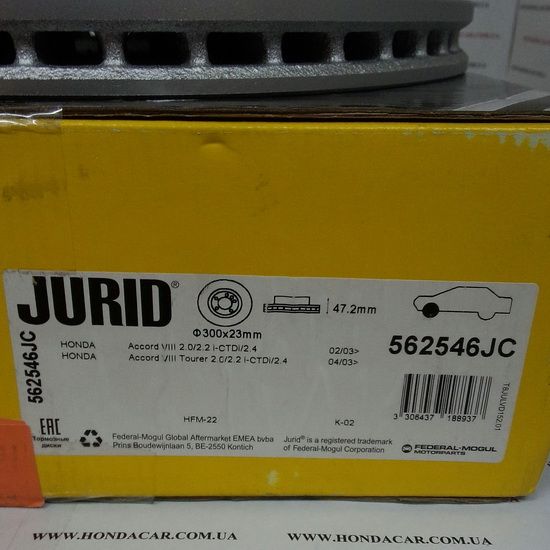 JURID®
562546JC
Φ300x23mm
47.2mm
HONDA Accord VIII 2.0/2.2 i-CTDi/2.4 02/03>
HONDA Accord VIII Tourer 2.0/2.2 i-CTDi/2.4 04/03>
562546JC
T8JULVD152.01
HFM-22
K-02
3 306437 188937
EAC
Тормозные
диски
Federal-Mogul Global Aftermarket EMEA bvba
Prins Boudewijnlaan 5, BE-2550 Kontich
Jurid® is a registered trademark
of Federal-Mogul Corporation
FEDERAL-MOGUL
MOTORPARTS
WWW.HONDACAR.COM.UA
WWW.HONDACAR.COM.UA